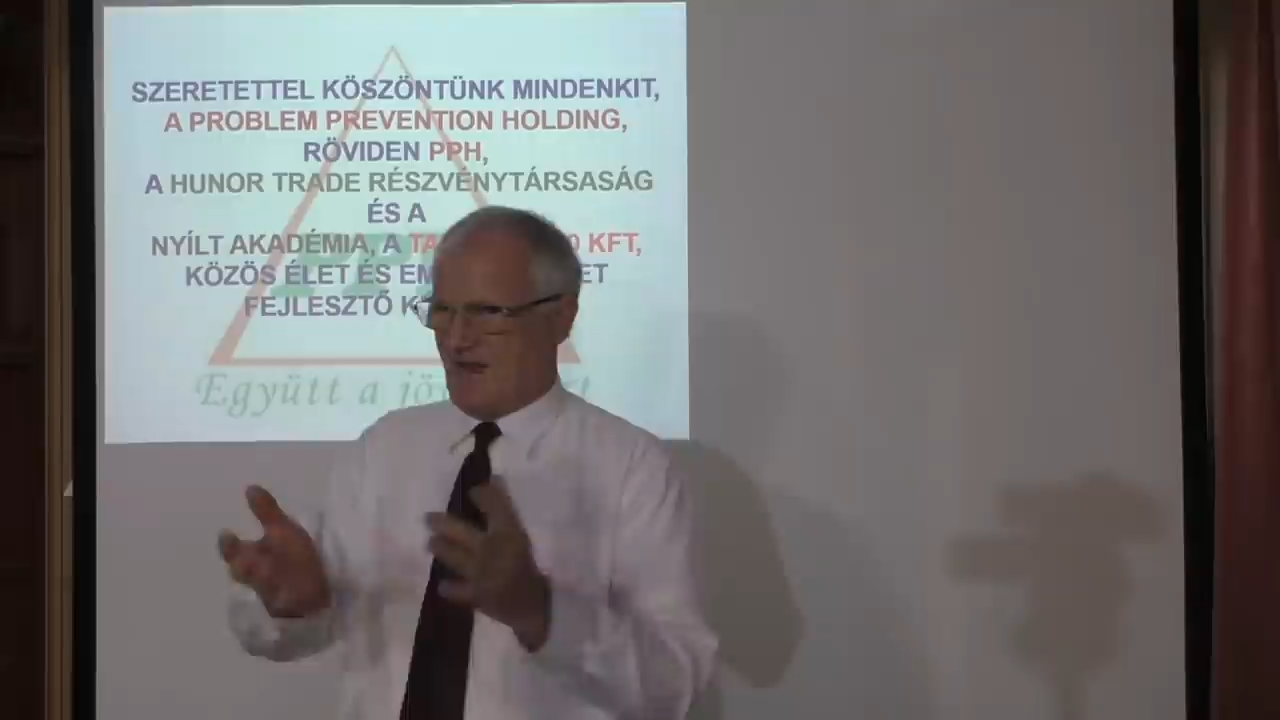 SZERETETTEL KÖSZÖNTÜNK MINDENKIT,
A PROBLEM PREVENTION HOLDING,
RÖVIDEN PPH,
A HUNOR TRADE RÉSZVÉNYTÁRSASÁG
ÉS A
NYÍLT AKADÉMIA, A KFT,
KÖZÖS ÉLET ÉS
FEJLESZTŐ
Együtt a